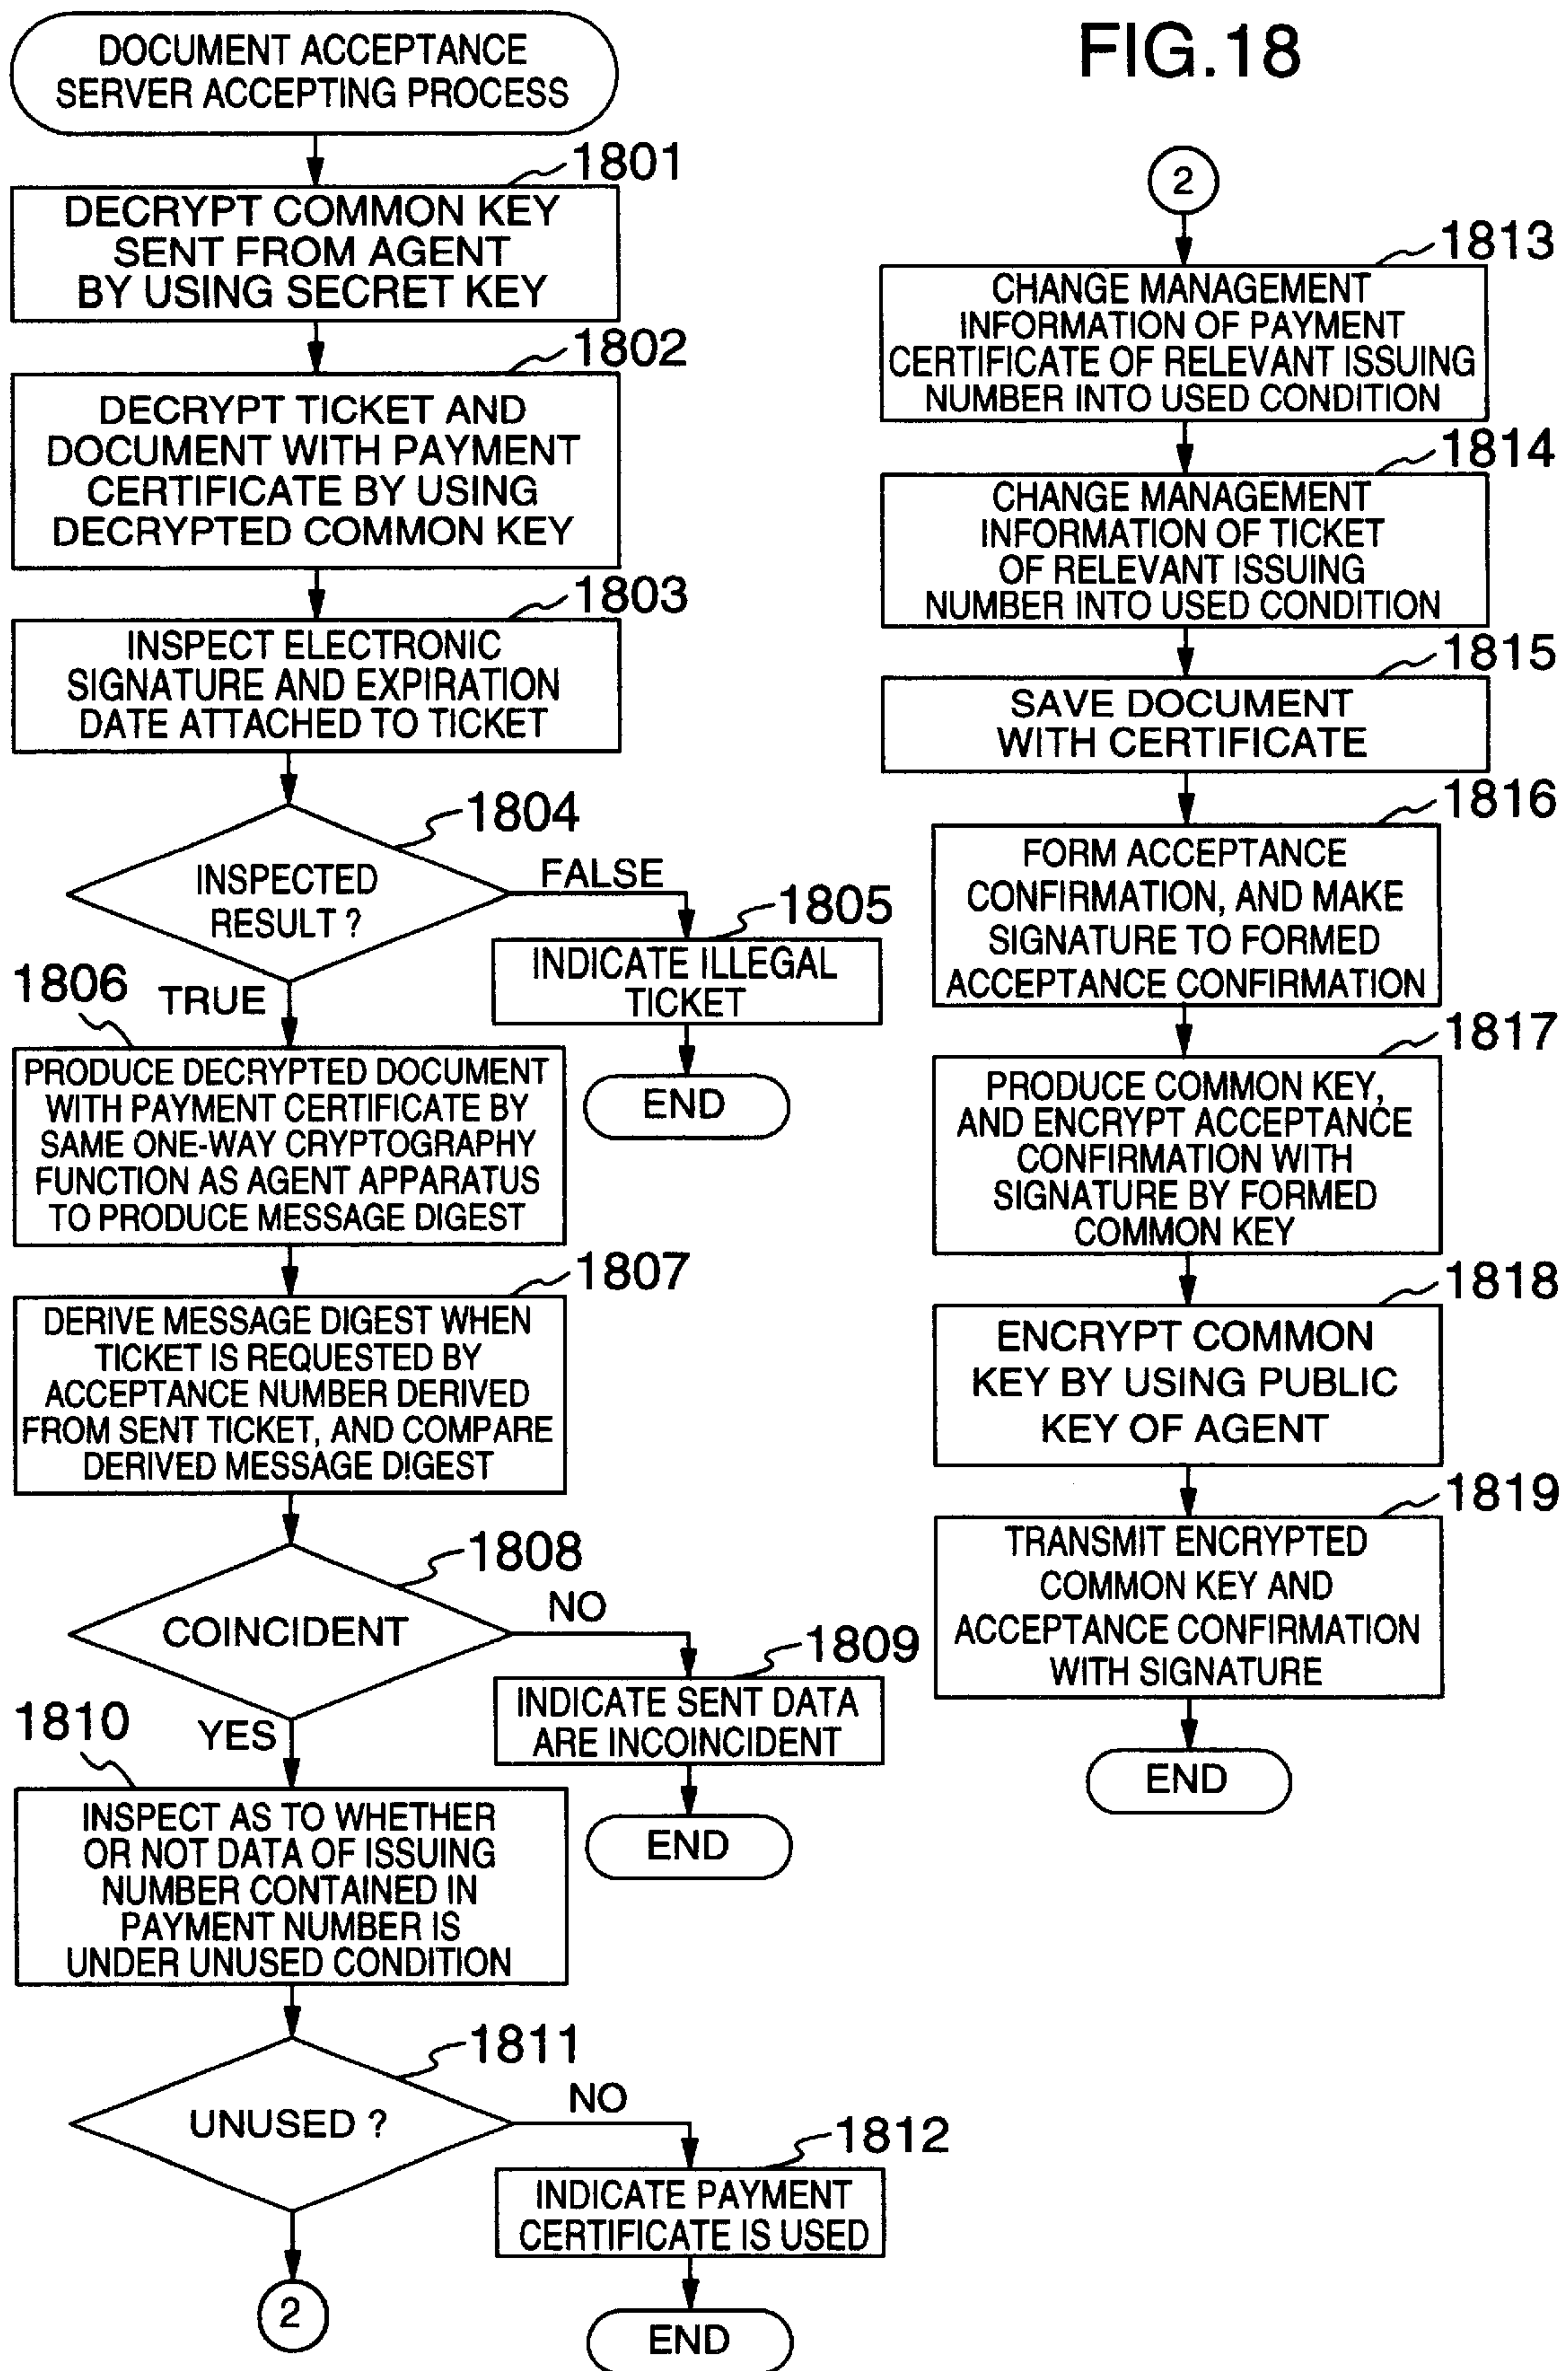 FIG.18
DOCUMENT ACCEPTANCE
SERVER ACCEPTING PROCESS
1801
DECRYPT COMMON KEY
SENT FROM AGENT
BY USING SECRET KEY
1802
DECRYPT TICKET AND
DOCUMENT WITH PAYMENT
CERTIFICATE BY USING
DECRYPTED COMMON KEY
1803
INSPECT ELECTRONIC
SIGNATURE AND EXPIRATION
DATE ATTACHED TO TICKET
1804
INSPECTED
RESULT ?
FALSE
1805
INDICATE ILLEGAL
TICKET
END
TRUE
1806
PRODUCE DECRYPTED DOCUMENT
WITH PAYMENT CERTIFICATE BY
SAME ONE-WAY CRYPTOGRAPHY
FUNCTION AS AGENT APPARATUS
TO PRODUCE MESSAGE DIGEST
1807
DERIVE MESSAGE DIGEST WHEN
TICKET IS REQUESTED BY
ACCEPTANCE NUMBER DERIVED
FROM SENT TICKET, AND COMPARE
DERIVED MESSAGE DIGEST
1808
COINCIDENT
NO
1809
INDICATE SENT DATA
ARE INCOINCIDENT
END
YES
1810
INSPECT AS TO WHETHER
OR NOT DATA OF ISSUING
NUMBER CONTAINED IN
PAYMENT NUMBER IS
UNDER UNUSED CONDITION
1811
UNUSED ?
NO
1812
INDICATE PAYMENT
CERTIFICATE IS USED
END
2
2
1813
CHANGE MANAGEMENT
INFORMATION OF PAYMENT
CERTIFICATE OF RELEVANT ISSUING
NUMBER INTO USED CONDITION
1814
CHANGE MANAGEMENT
INFORMATION OF TICKET
OF RELEVANT ISSUING
NUMBER INTO USED CONDITION
1815
SAVE DOCUMENT
WITH CERTIFICATE
1816
FORM ACCEPTANCE
CONFIRMATION, AND MAKE
SIGNATURE TO FORMED
ACCEPTANCE CONFIRMATION
1817
PRODUCE COMMON KEY,
AND ENCRYPT ACCEPTANCE
CONFIRMATION WITH
SIGNATURE BY FORMED
COMMON KEY
1818
ENCRYPT COMMON
KEY BY USING PUBLIC
KEY OF AGENT
1819
TRANSMIT ENCRYPTED
COMMON KEY AND
ACCEPTANCE CONFIRMATION
WITH SIGNATURE
END